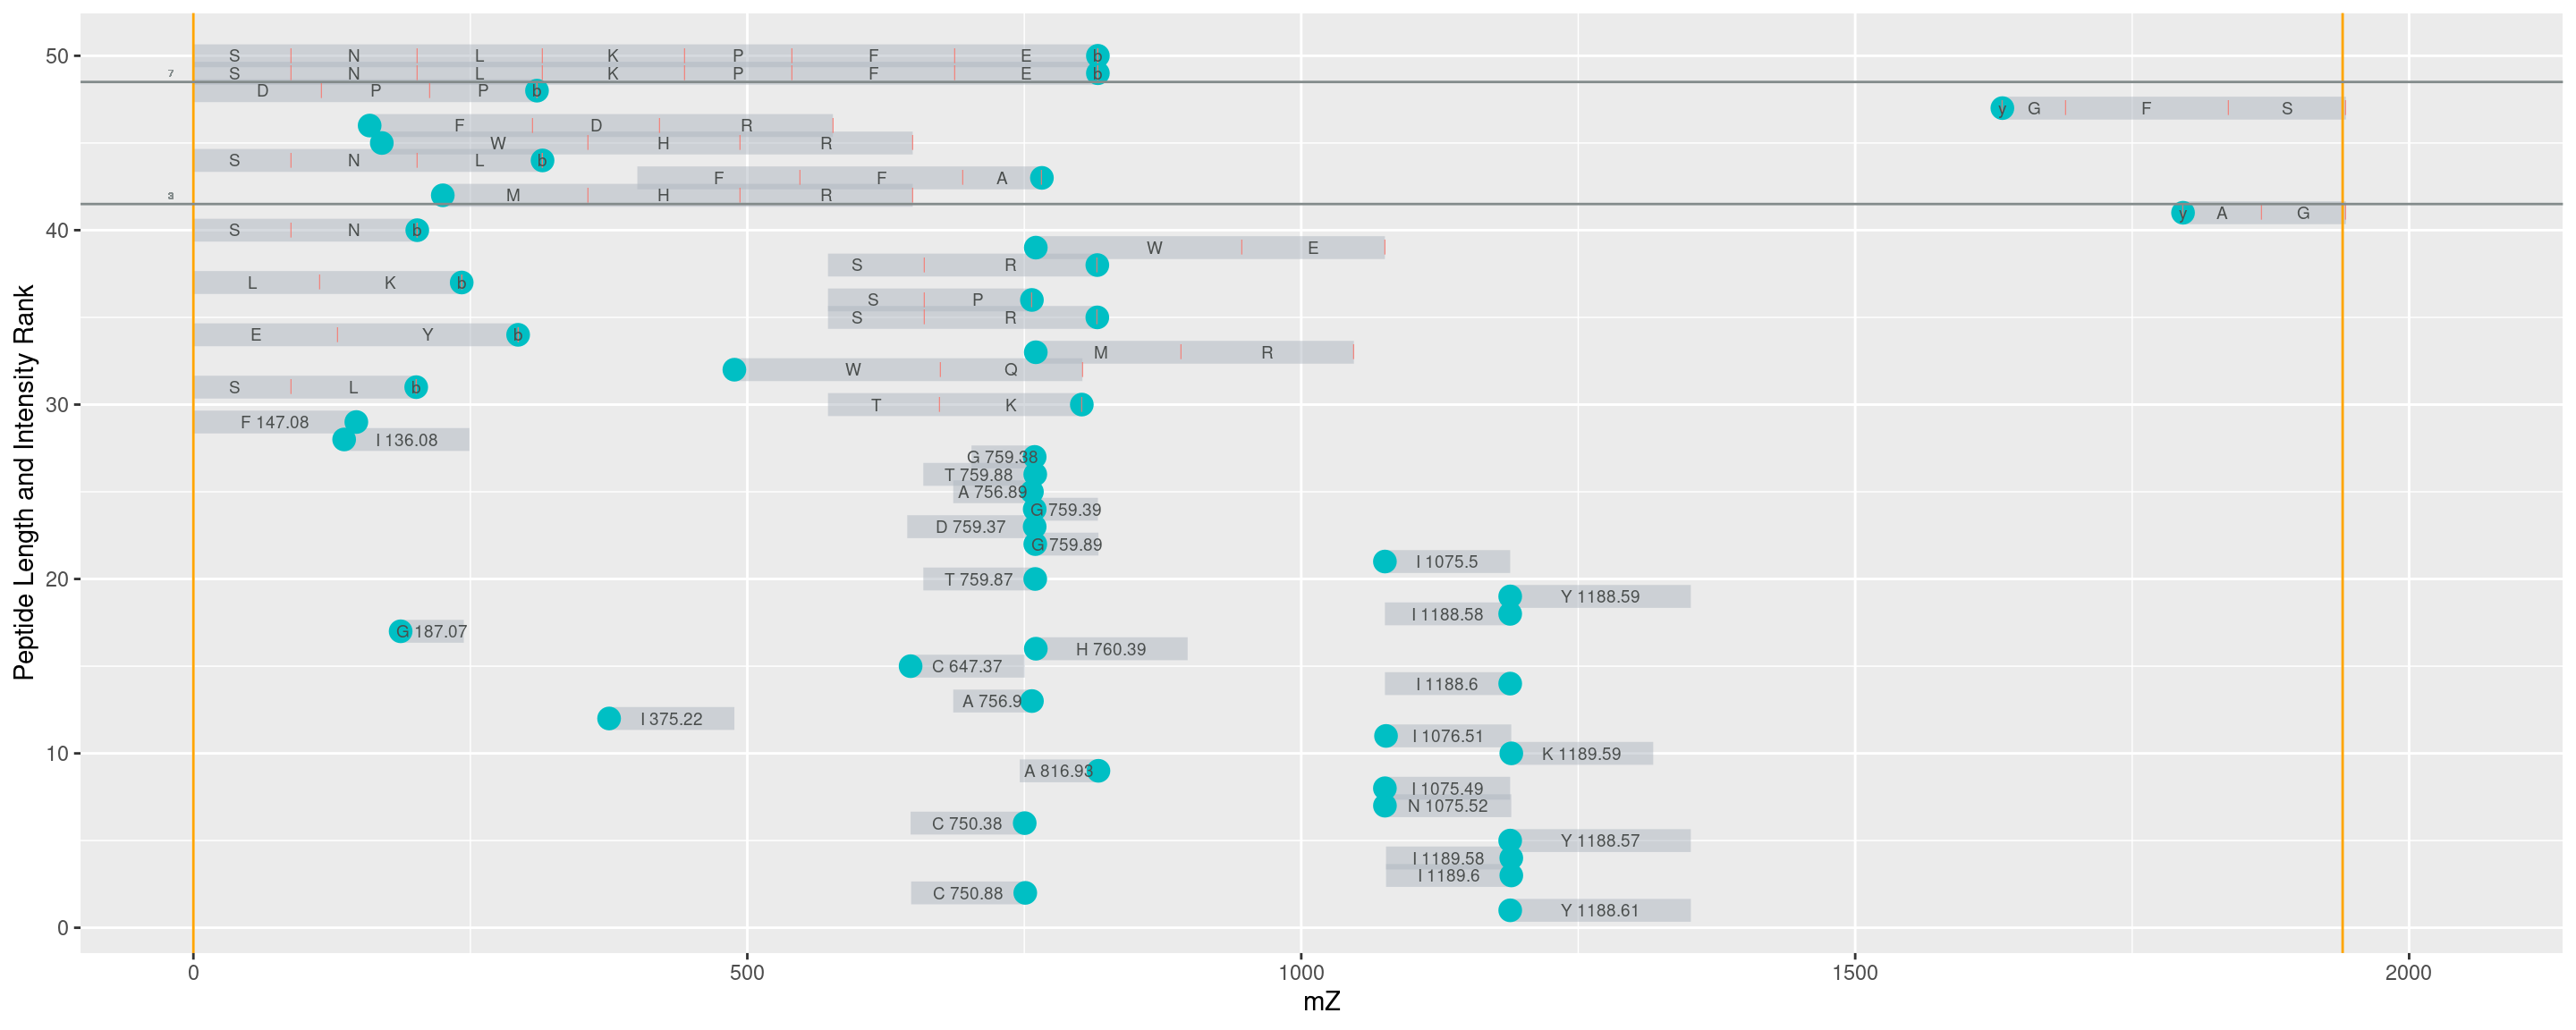 50
S N L K P F E b
7
S N L K P F E b
D P P b
y G F S
F D R
W H R
S N L b
F F A
3
M H R
y A G
40
S N b
W E
S R
L K b
S P
S R
E Y b
M R
W Q
S L b
30
T K
F 147.08
I 136.08
G 759.38
T 759.88
A 756.89
G 759.39
D 759.37
G 759.89
I 1075.5
20
T 759.87
Y 1188.59
I 1188.58
G 187.07
H 760.39
C 647.37
I 1188.6
A 756.9
I 375.22
I 1076.51
10
K 1189.59
A 816.93
I 1075.49
N 1075.52
C 750.38
Y 1188.57
I 1189.58
I 1189.6
C 750.88
Y 1188.61
0
0 500 1000 1500 2000
mZ
Peptide Length and Intensity Rank